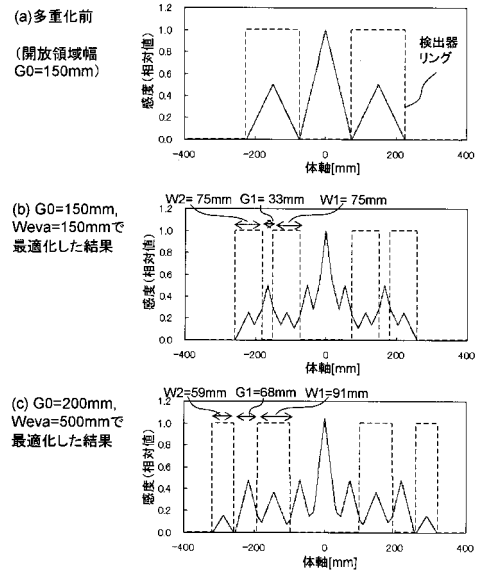 (a)多重化前
(開放領域幅
G0=150mm)
感度(相対値)
1.2
1.0
0.8
0.6
0.4
0.2
0.0
検出器
リング
-400
-200
0
200
400
体軸[mm]
W2= 75mm
G1= 33mm
W1= 75mm
(b) G0=150mm,
Weva=150mmで
最適化した結果
感度(相対値)
1.2
1.0
0.8
0.6
0.4
0.2
0.0
-400
-200
0
200
400
体軸[mm]
W2=59mm
G1=68mm
W1=91mm
(c) G0=200mm,
Weva=500mmで
最適化した結果
感度(相対値)
1.2
1.0
0.8
0.6
0.4
0.2
0.0
-400
-200
0
200
400
体軸[mm]